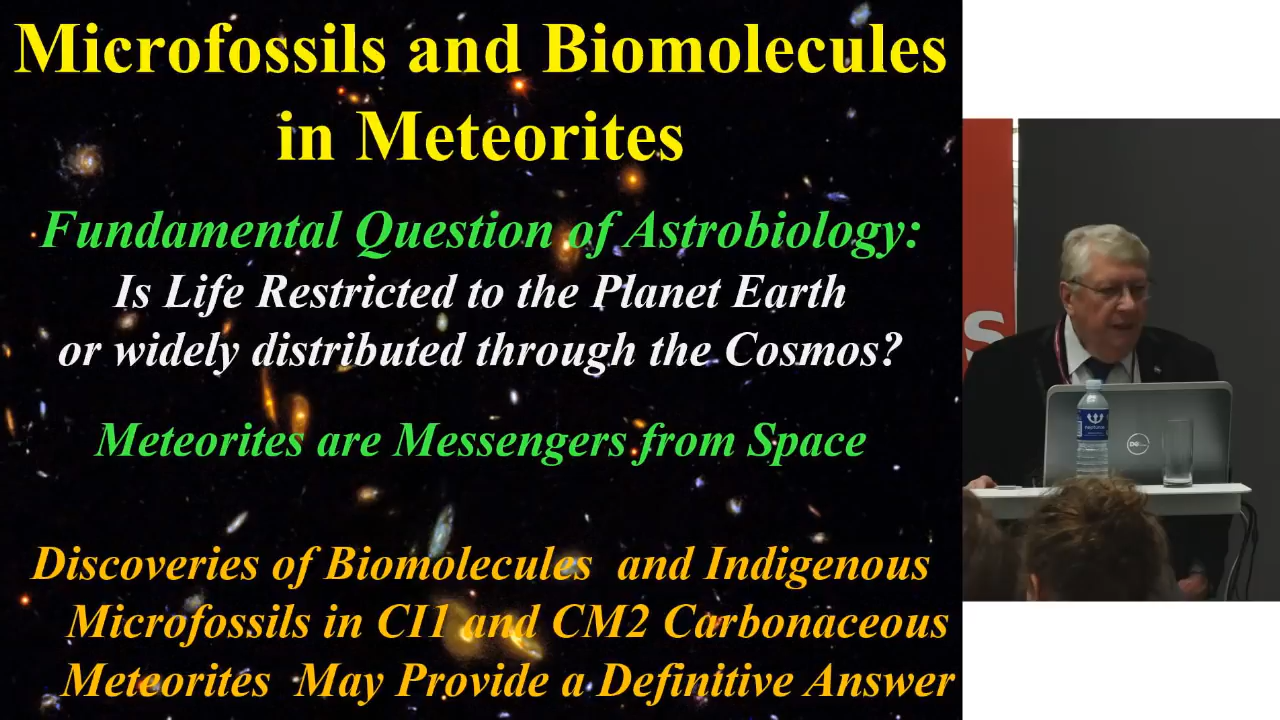 Microfossils and Biomolecules
in Meteorites
Fundamental Question of Astrobiology:
Is Life Restricted to the Planet Earth
or widely distributed through the Cosmos?
Meteorites are Messengers from Space
Discoveries of Biomolecules and Indigenous
Microfossils in CI1 and CM2 Carbonaceous
Meteorites May Provide a Definitive Answer
s